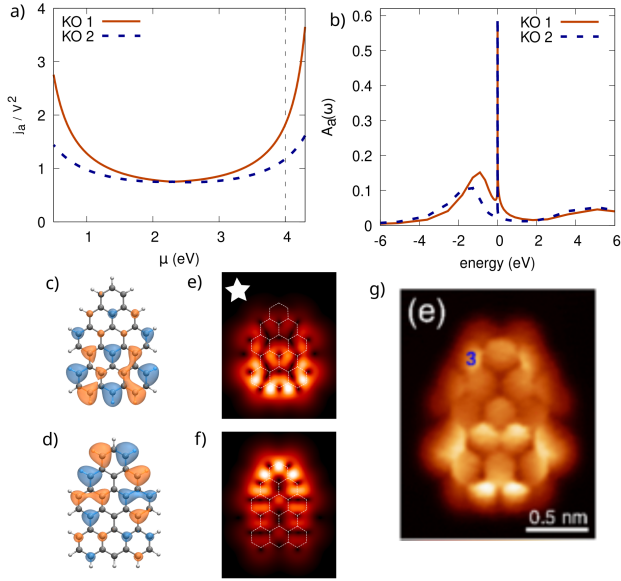 a)
KO 1
KO 2
j_a / V^2
4
3
2
1
0
1
2
3
4
μ (eV)
b)
KO 1
KO 2
A_a(ω)
0.6
0.5
0.4
0.3
0.2
0.1
0
-6
-4
-2
0
2
4
6
energy (eV)
c)
e)
g)
(e)
3
0.5 nm
d)
f)